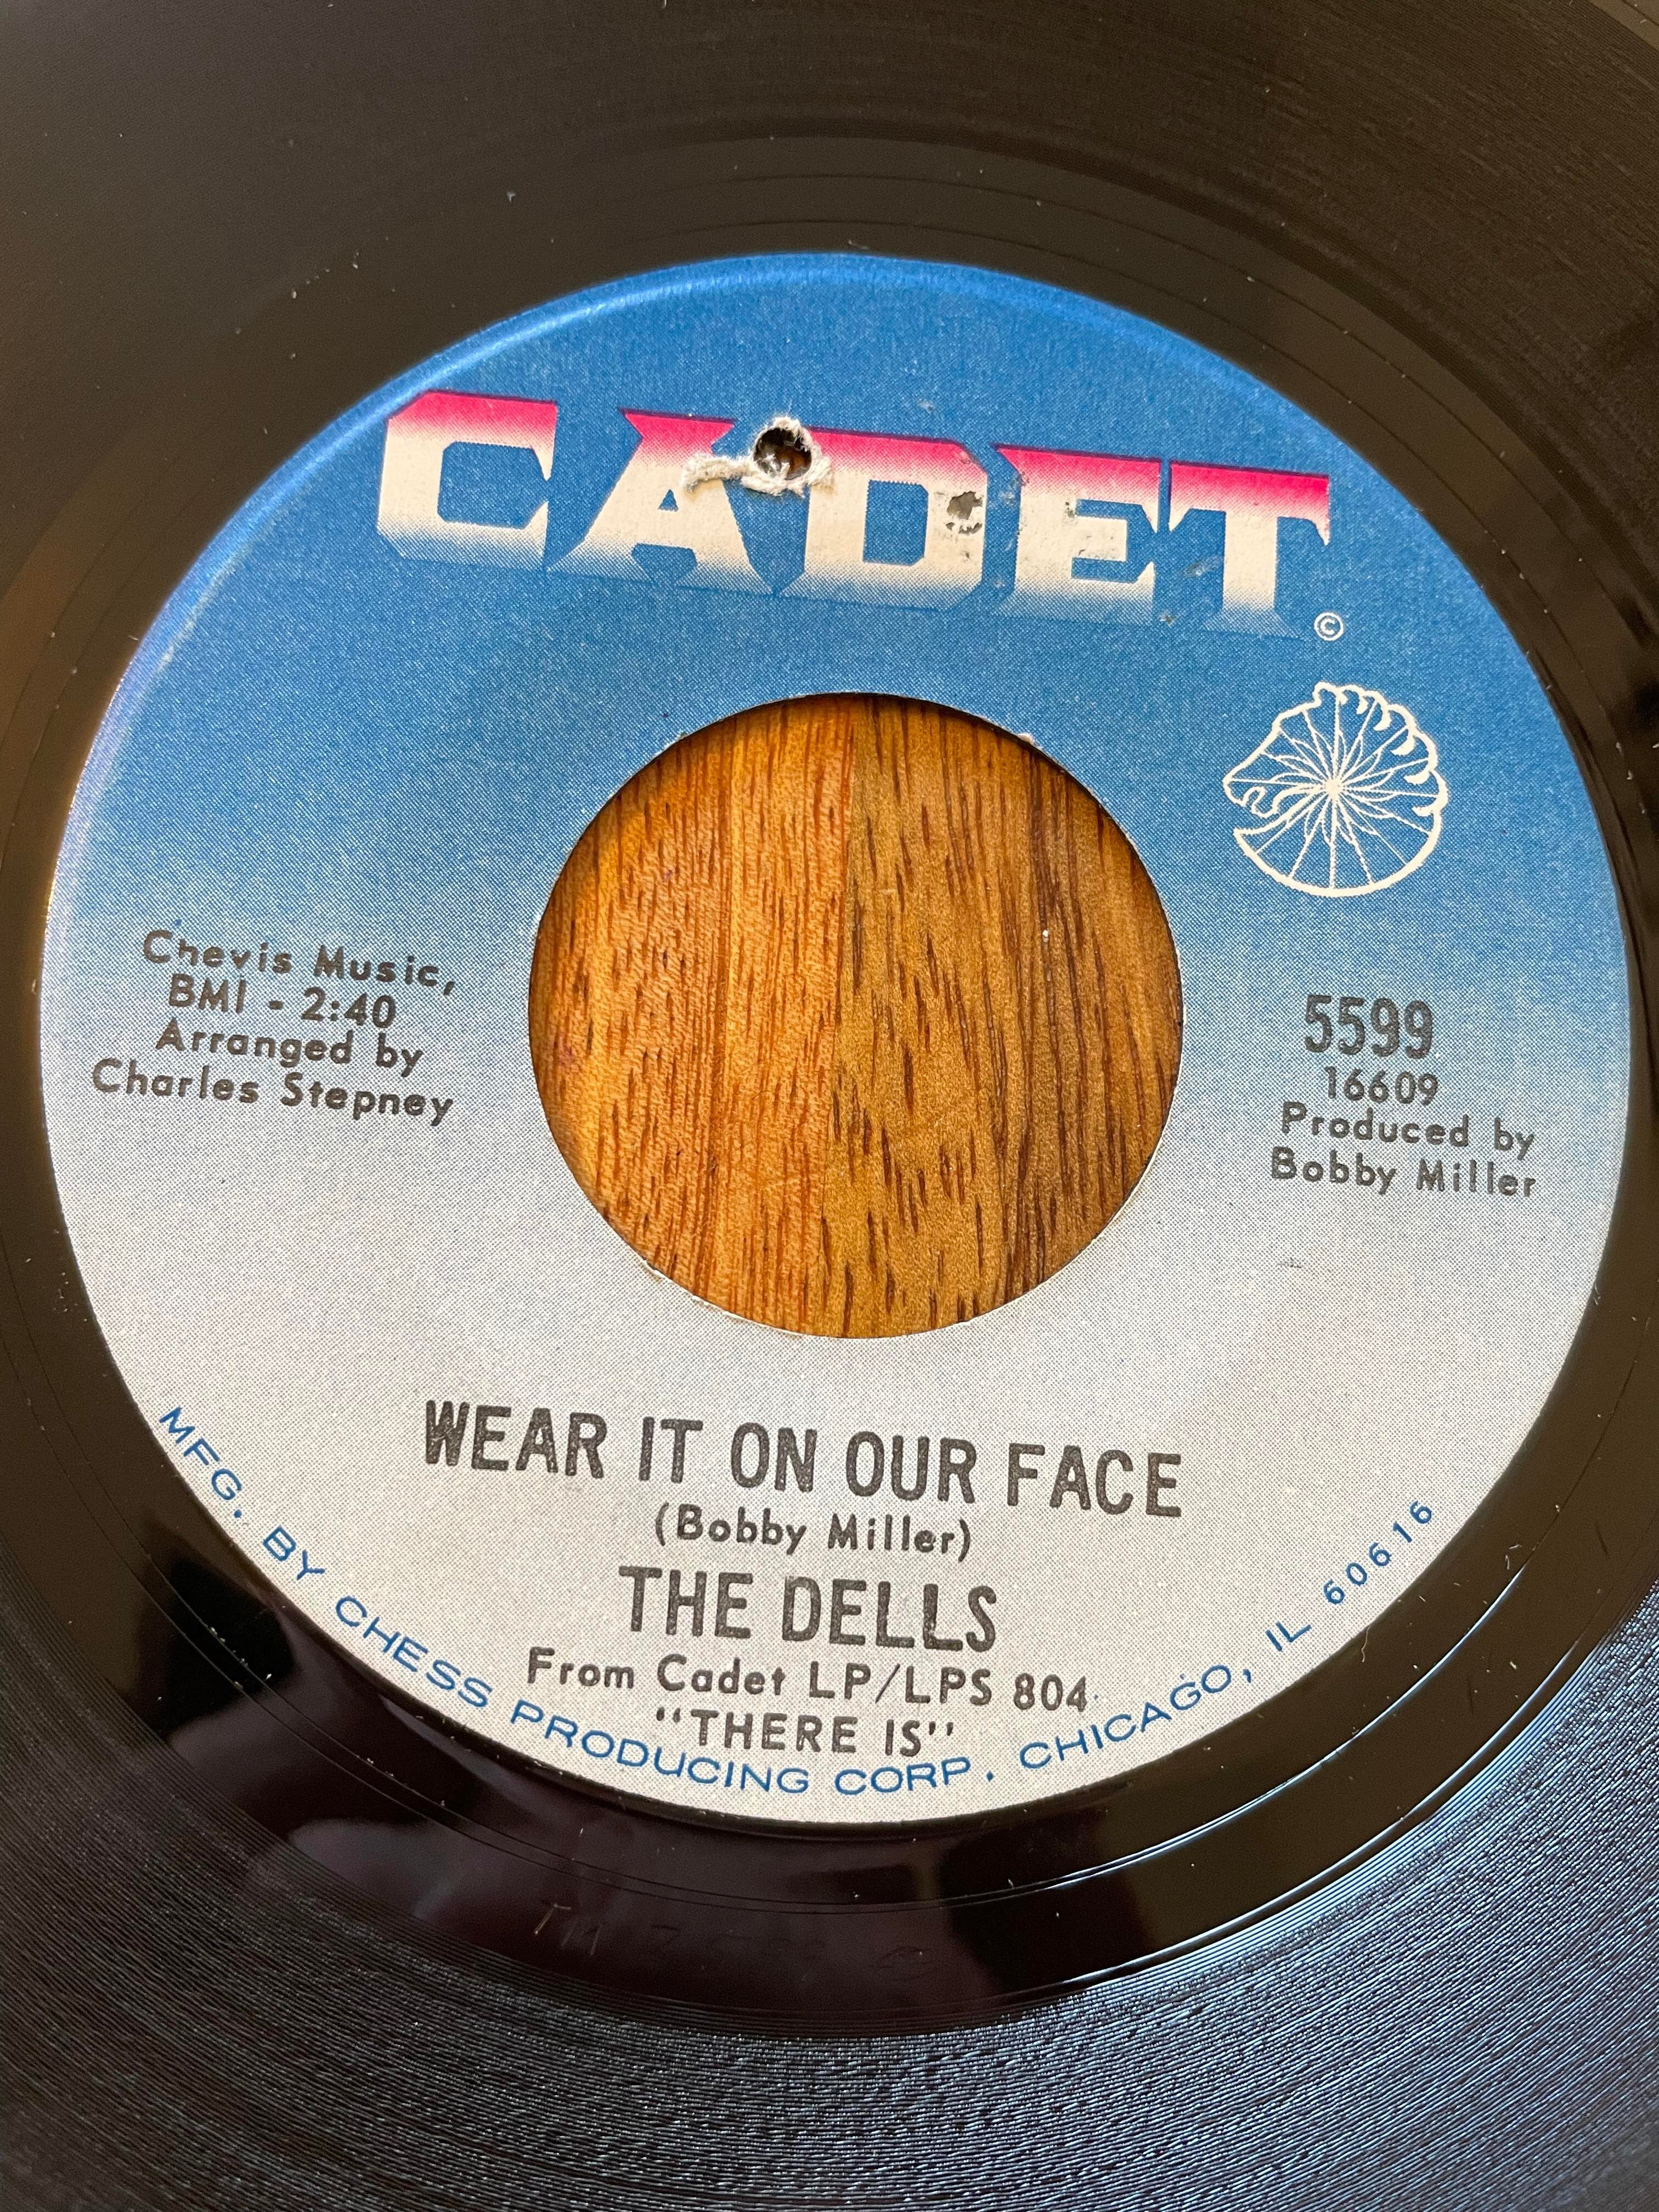 CADET
©
Chevis Music,
BMI - 2:40
Arranged by
Charles Stepney
5599
16609
Produced by
Bobby Miller
WEAR IT ON OUR FACE
(Bobby Miller)
THE DELLS
From Cadet LP/LPS 804
"THERE IS"
MFG. BY CHESS PRODUCING CORP. CHICAGO, IL 60616